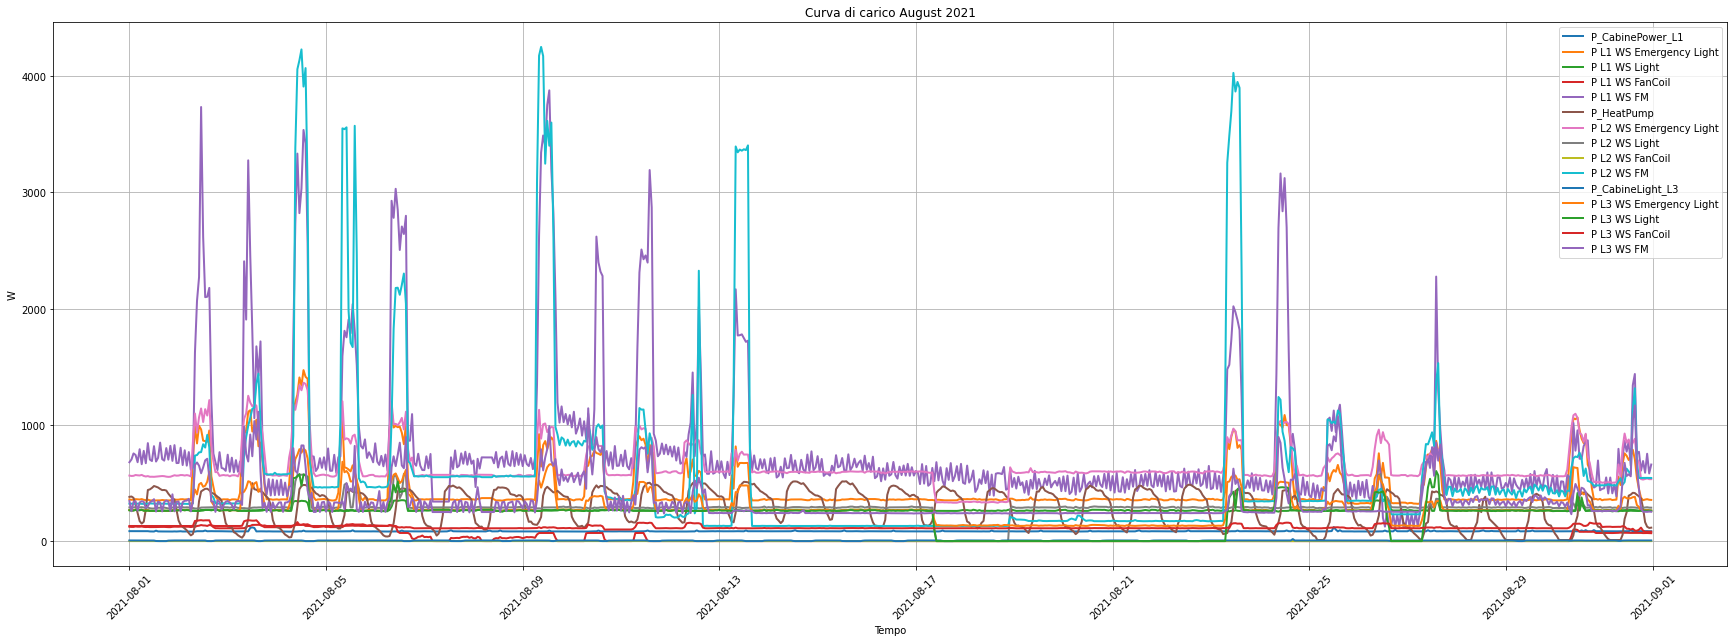 Curva di carico August 2021
W
4000
3000
2000
1000
0
P_CabinePower_L1
P L1 WS Emergency Light
P L1 WS Light
P L1 WS FanCoil
P L1 WS FM
P_HeatPump
P L2 WS Emergency Light
P L2 WS Light
P L2 WS FanCoil
P L2 WS FM
P_CabineLight_L3
P L3 WS Emergency Light
P L3 WS Light
P L3 WS FanCoil
P L3 WS FM
2021-08-01
2021-08-05
2021-08-09
2021-08-13
2021-08-17
2021-08-21
2021-08-25
2021-08-29
2021-09-01
Tempo